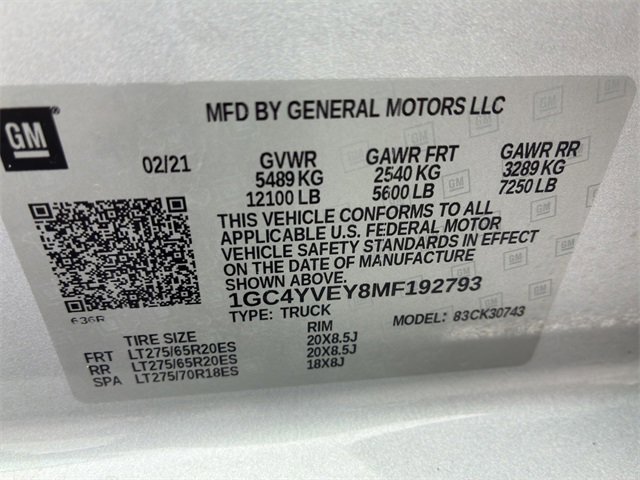 GM
MFD BY GENERAL MOTORS LLC
02/21 GVWR GAWR FRT GAWR RR
5489 KG 2540 KG 3289 KG
12100 LB 5600 LB 7250 LB
THIS VEHICLE CONFORMS TO ALL
APPLICABLE U.S. FEDERAL MOTOR
VEHICLE SAFETY STANDARDS IN EFFECT
ON THE DATE OF MANUFACTURE
SHOWN ABOVE.
1GC4YVEY8MF192793
636R
TYPE: TRUCK MODEL: 83CK30743
TIRE SIZE RIM
FRT LT275/65R20ES 20X8.5J
RR LT275/65R20ES 20X8.5J
SPA LT275/70R18ES 18X8J